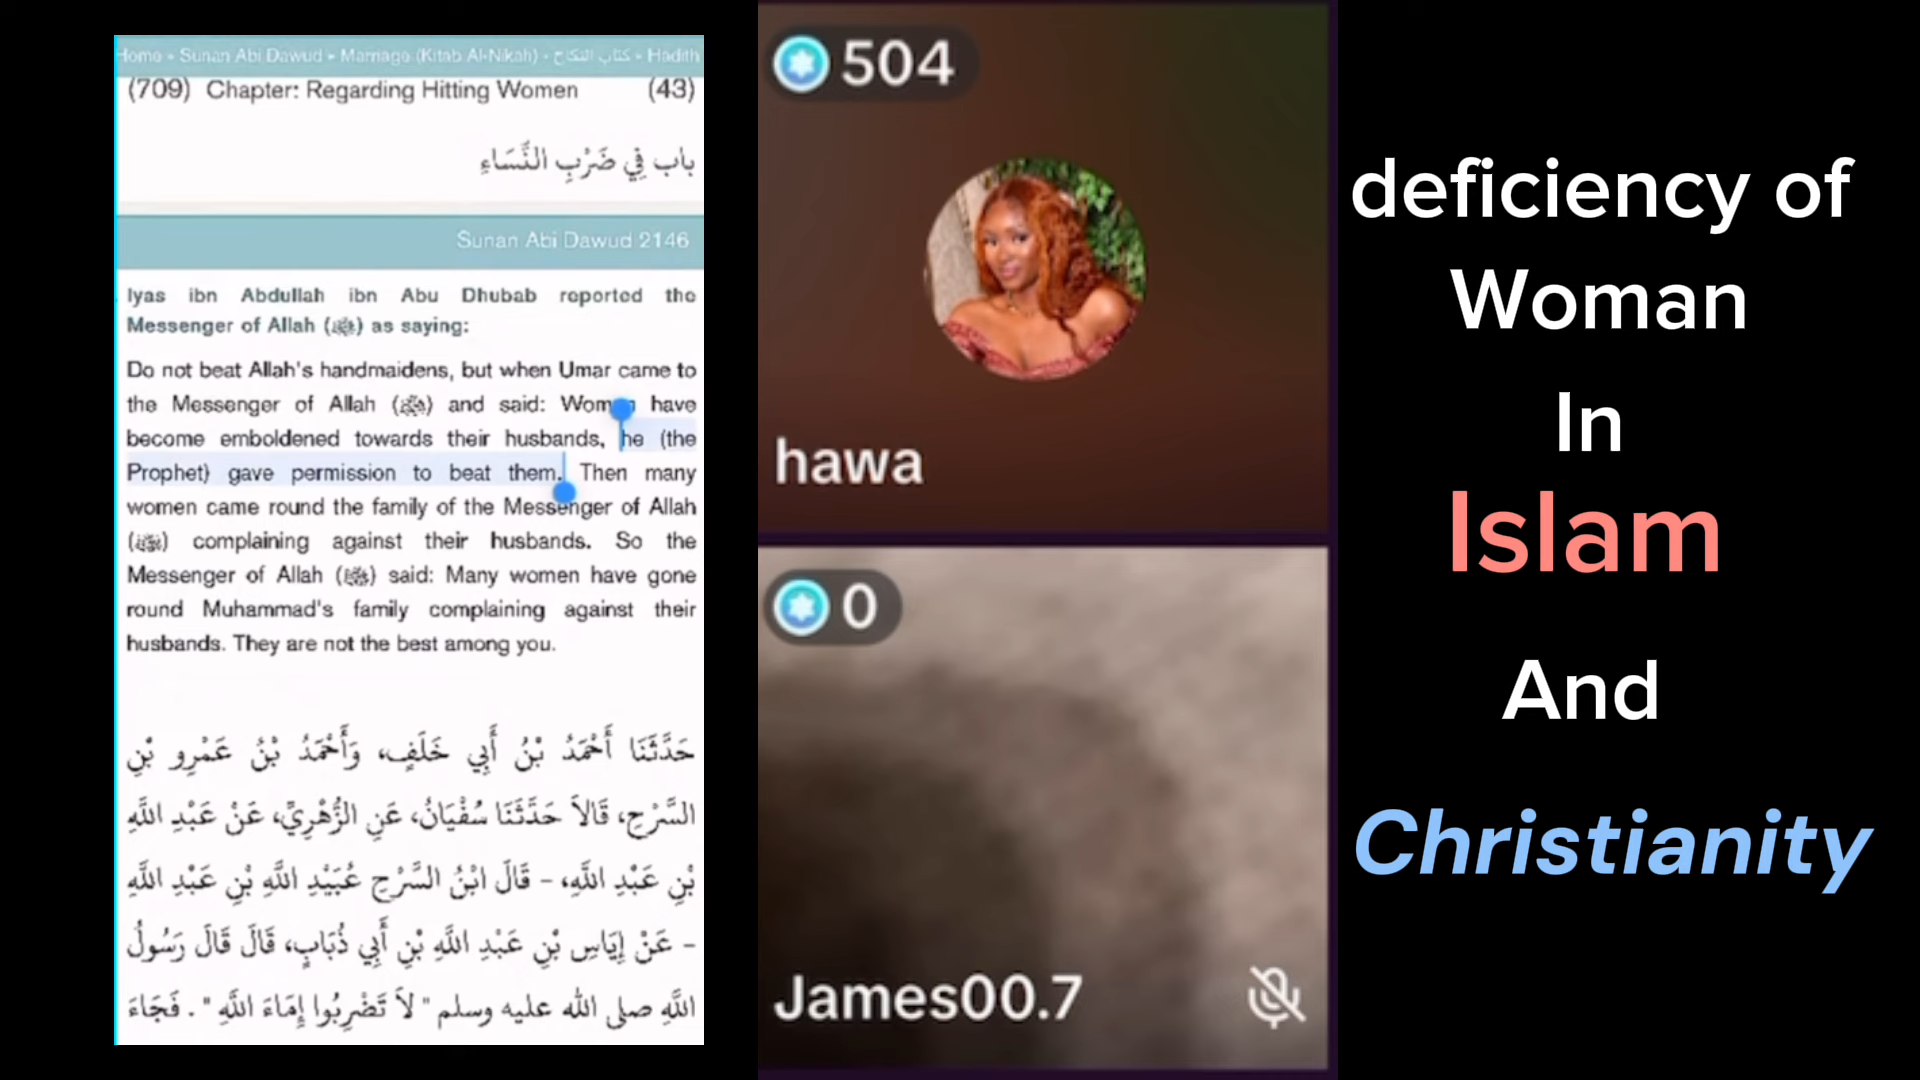 Home » Sunan Abi Dawud » Marriage (Kitab Al-Nikah) - كتاب النكاح » Hadith
(709) Chapter: Regarding Hitting Women (43)
باب فِي ضَرْبِ النِّسَاءِ
Sunan Abi Dawud 2146
Iyas ibn Abdullah ibn Abu Dhubab reported the
Messenger of Allah (ﷺ) as saying:
Do not beat Allah's handmaidens, but when Umar came to
the Messenger of Allah (ﷺ) and said: Women have
become emboldened towards their husbands, he (the
Prophet) gave permission to beat them. Then many
women came round the family of the Messenger of Allah
(ﷺ) complaining against their husbands. So the
Messenger of Allah (ﷺ) said: Many women have gone
round Muhammad's family complaining against their
husbands. They are not the best among you.
حَدَّثَنَا أَحْمَدُ بْنُ أَبِي خَلَفٍ، وَأَحْمَدُ بْنُ عَمْرِو بْنِ
السَّرْحِ، قَالاَ حَدَّثَنَا سُفْيَانُ، عَنِ الزُّهْرِيِّ، عَنْ عَبْدِ اللَّهِ
بْنِ عَبْدِ اللَّهِ، - قَالَ ابْنُ السَّرْحِ عُبَيْدِ اللَّهِ بْنِ عَبْدِ اللَّهِ
- عَنْ إِيَاسِ بْنِ عَبْدِ اللَّهِ بْنِ أَبِي ذُبَابٍ، قَالَ قَالَ رَسُولُ
اللَّهِ صلى الله عليه وسلم " لاَ تَضْرِبُوا إِمَاءَ اللَّهِ " . فَجَاءَ
504
hawa
0
James00.7
deficiency of
Woman
In
Islam
And
Christianity